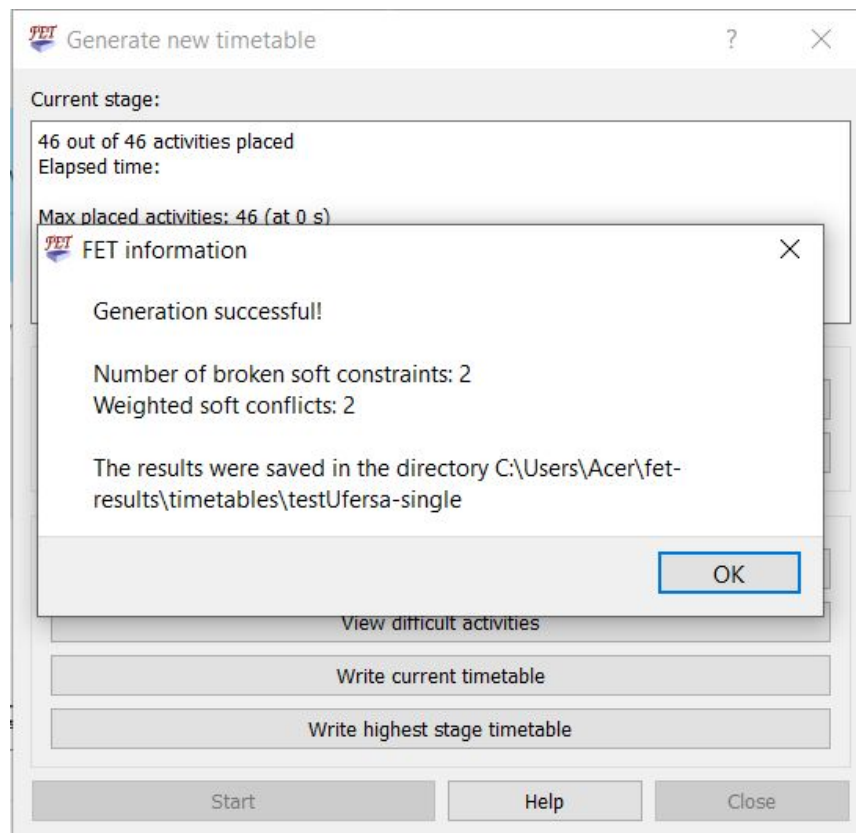 FET Generate new timetable ?
Current stage:
46 out of 46 activities placed
Elapsed time:
Max placed activities: 46 (at 0 s)
FET FET information
Generation successful!
Number of broken soft constraints: 2
Weighted soft conflicts: 2
The results were saved in the directory C:\Users\Acer\fet-
results\timetables\testUfersa-single
OK
View difficult activities
Write current timetable
Write highest stage timetable
Start
Help
Close